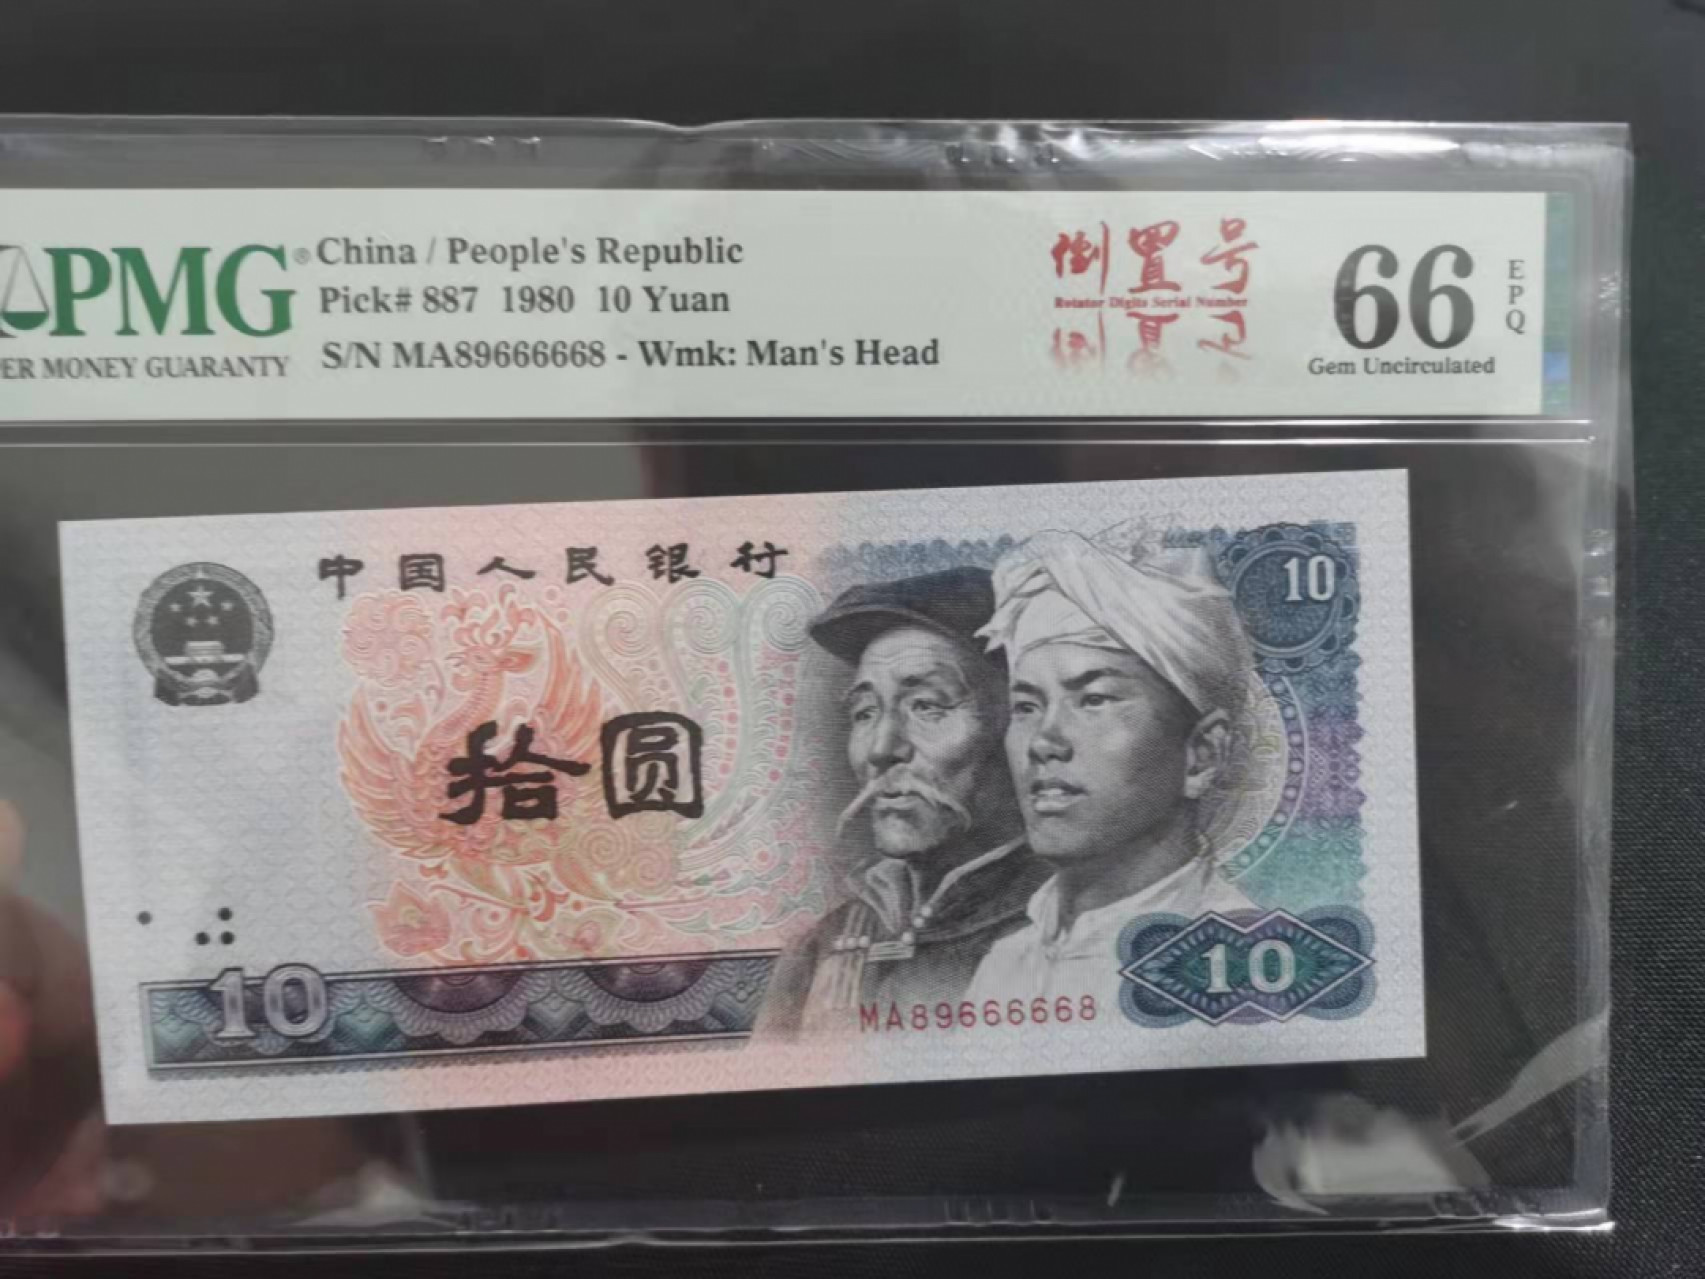 PMG®
ER MONEY GUARANTY
China / People's Republic
Pick# 887 1980 10 Yuan
S/N MA89666668 - Wmk: Man's Head
倒置号
Rotator Digits Serial Number
66
EPQ
Gem Uncirculated
中国人民银行
10
拾圆
10
MA89666668
10